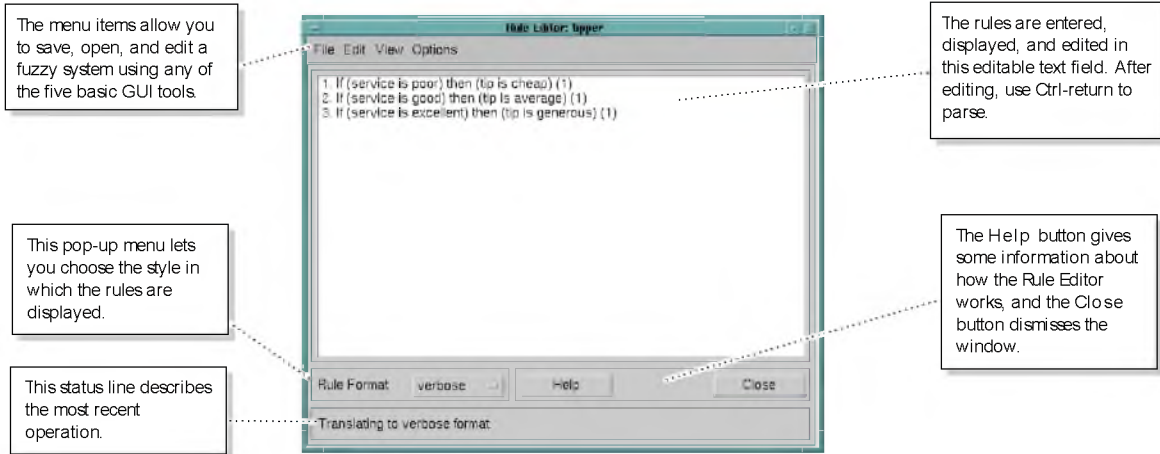 The menu items allow you
to save, open, and edit a
fuzzy system using any of
the five basic GUI tools.
Rule Editor: tipper
File Edit View Options
1. If (service is poor) then (tip is cheap) (1)
2. If (service is good) then (tip is average) (1)
3. If (service is excellent) then (tip is generous) (1)
The rules are entered,
displayed, and edited in
this editable text field. After
editing, use Ctrl-return to
parse.
This pop-up menu lets
you choose the style in
which the rules are
displayed.
The Help button gives
some information about
how the Rule Editor
works, and the Close
button dismisses the
window.
Rule Format verbose Help Close
This status line describes
the most recent
operation.
Translating to verbose format